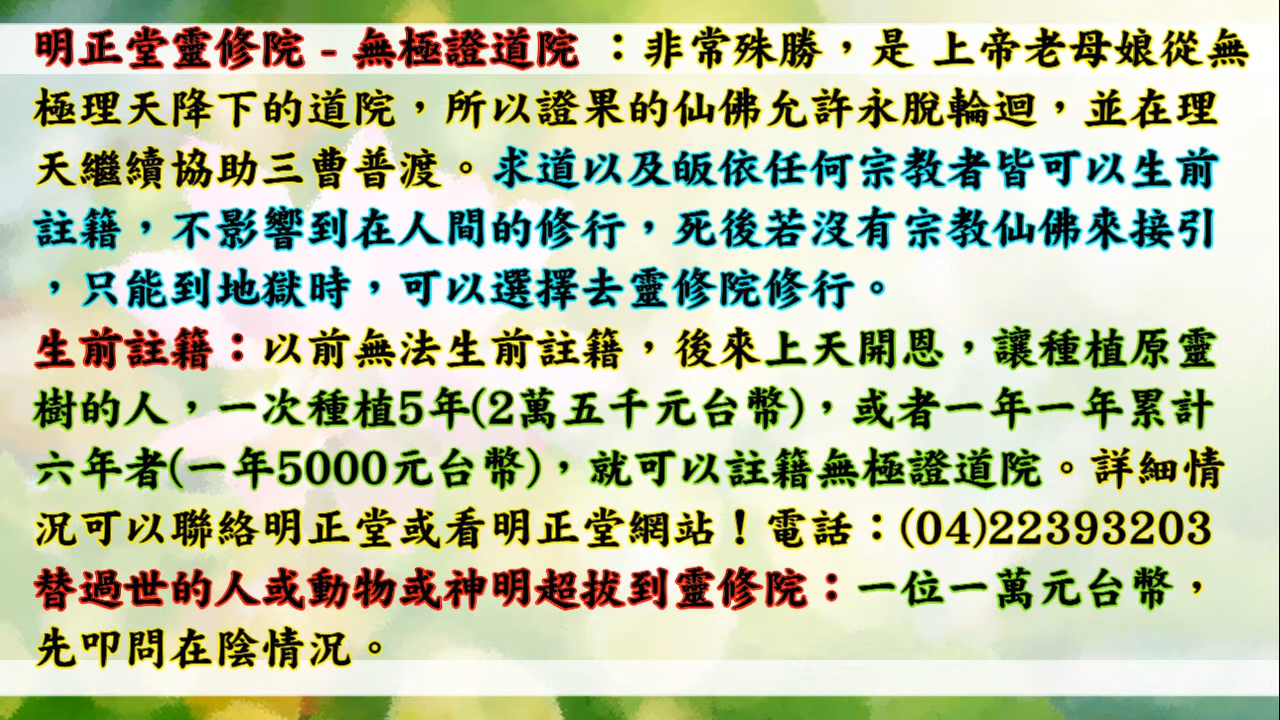 明正堂靈修院 - 無極證道院 ：非常殊勝，是 上帝老母娘從無
極理天降下的道院，所以證果的仙佛允許永脫輪迴，並在理
天繼續協助三曹普渡。求道以及皈依任何宗教者皆可以生前
註籍，不影響到在人間的修行，死後若沒有宗教仙佛來接引
，只能到地獄時，可以選擇去靈修院修行。
生前註籍：以前無法生前註籍，後來上天開恩，讓種植原靈
樹的人，一次種植5年(2萬五千元台幣)，或者一年一年累計
六年者(一年5000元台幣)，就可以註籍無極證道院。詳細情
況可以聯絡明正堂或看明正堂網站！電話：(04)22393203
替過世的人或動物或神明超拔到靈修院：一位一萬元台幣，
先叩問在陰情況。